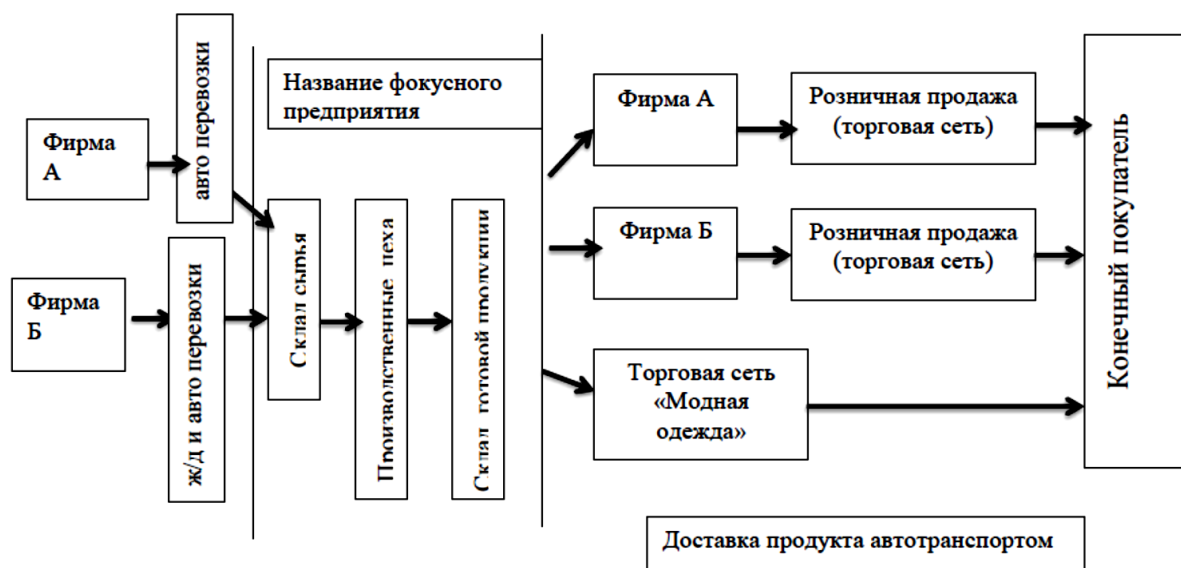 Фирма
А
авто перевозки
Фирма
Б
ж/д и авто перевозки
Название фокусного
предприятия
Склад сырья
Производственные цеха
Склад готовой продукции
Фирма А
Розничная продажа
(торговая сеть)
Фирма Б
Розничная продажа
(торговая сеть)
Торговая сеть
«Модная
одежда»
Конечный покупатель
Доставка продукта автотранспортом